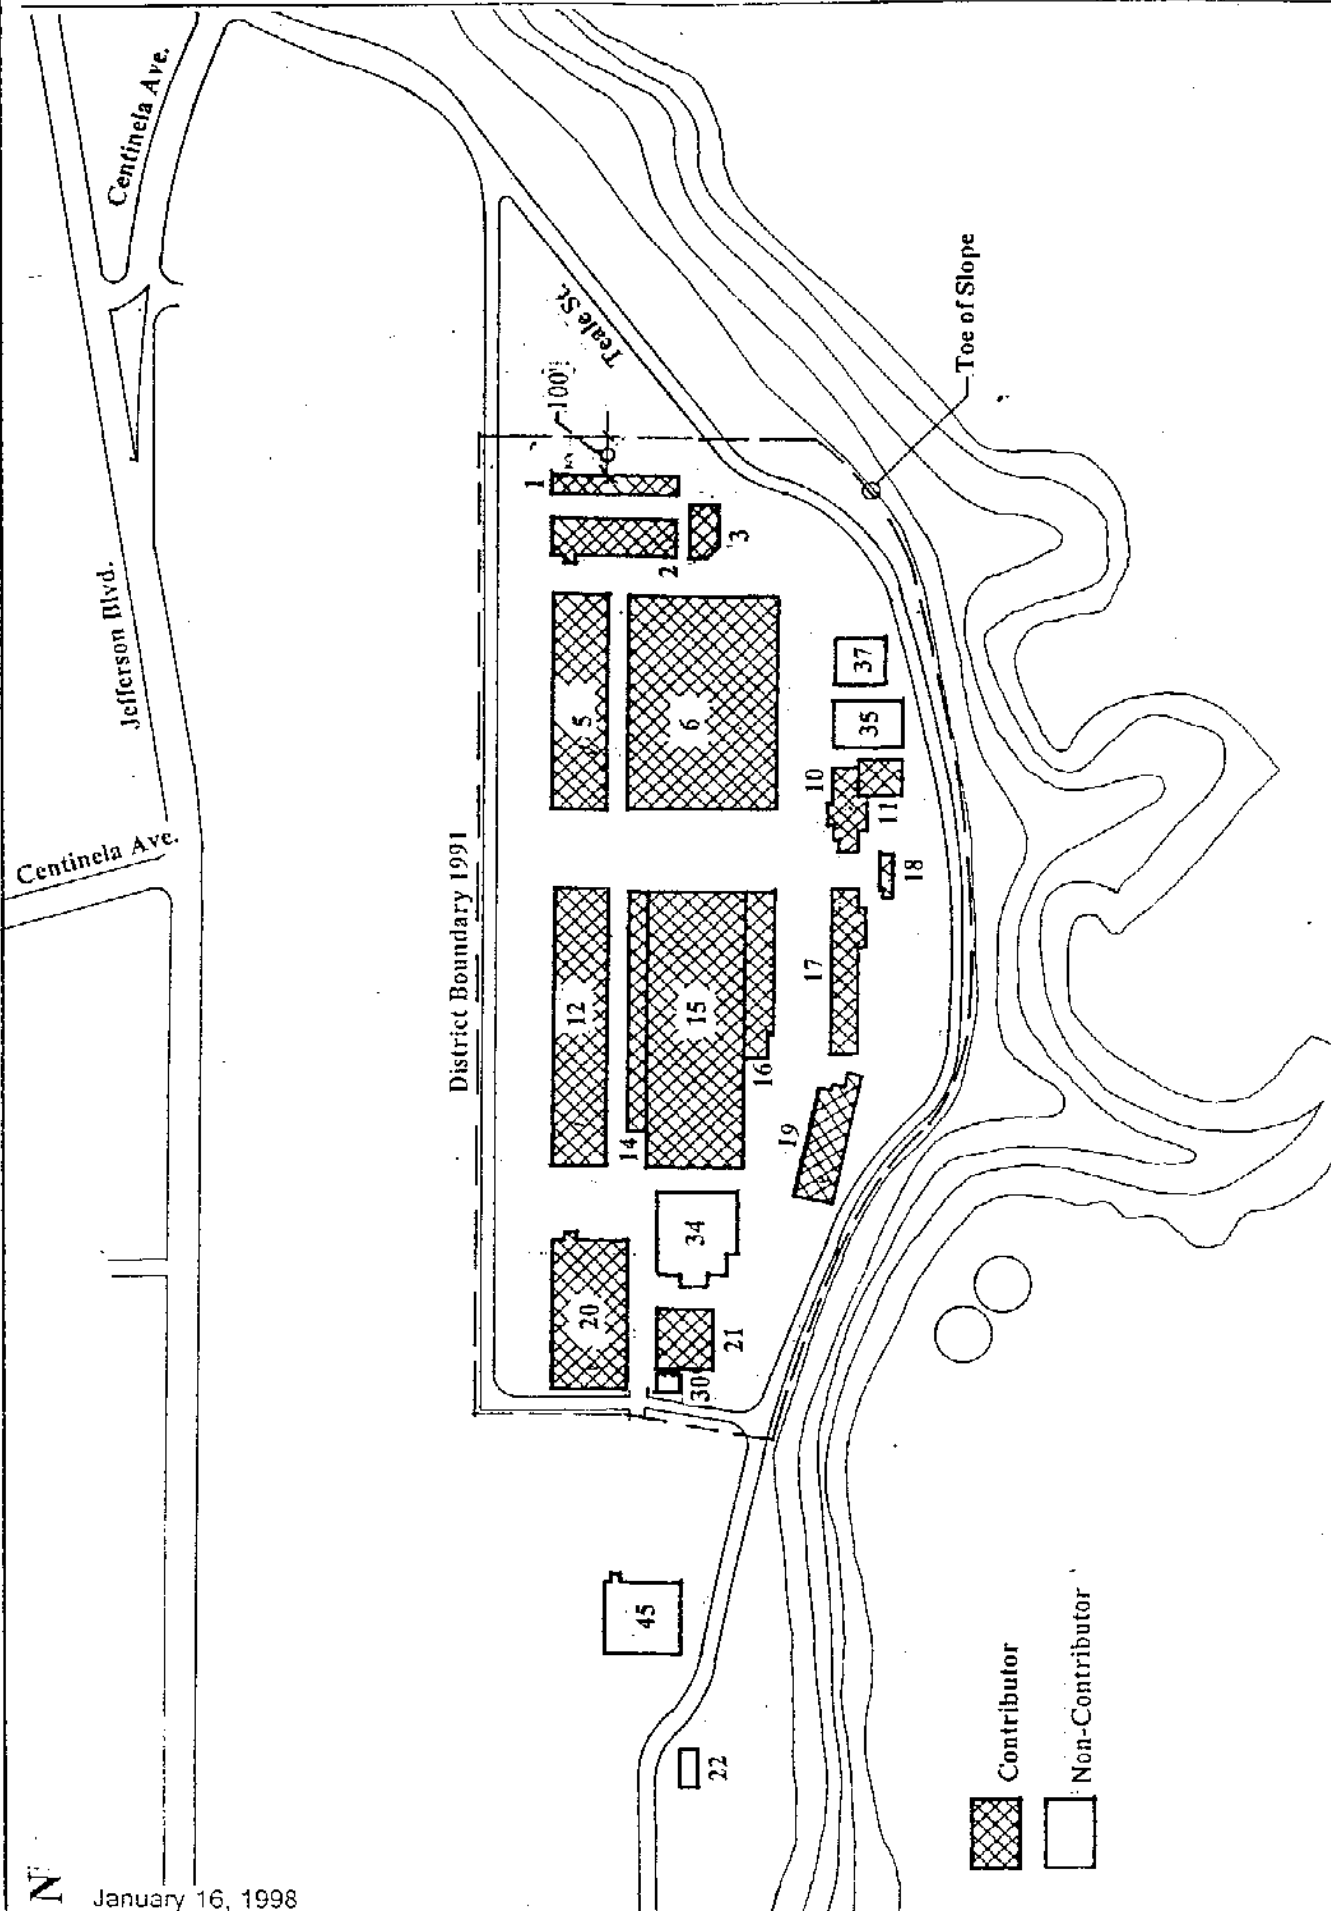 N
January 16, 1998
Centinela Ave.
Jefferson Blvd.
Centinela Ave.
District Boundary 1991
Teale St.
100'
Toe of Slope
1
2
3
5
6
37
35
10
11
18
12
14
15
16
17
19
20
34
21
30
45
22
Contributor
Non-Contributor